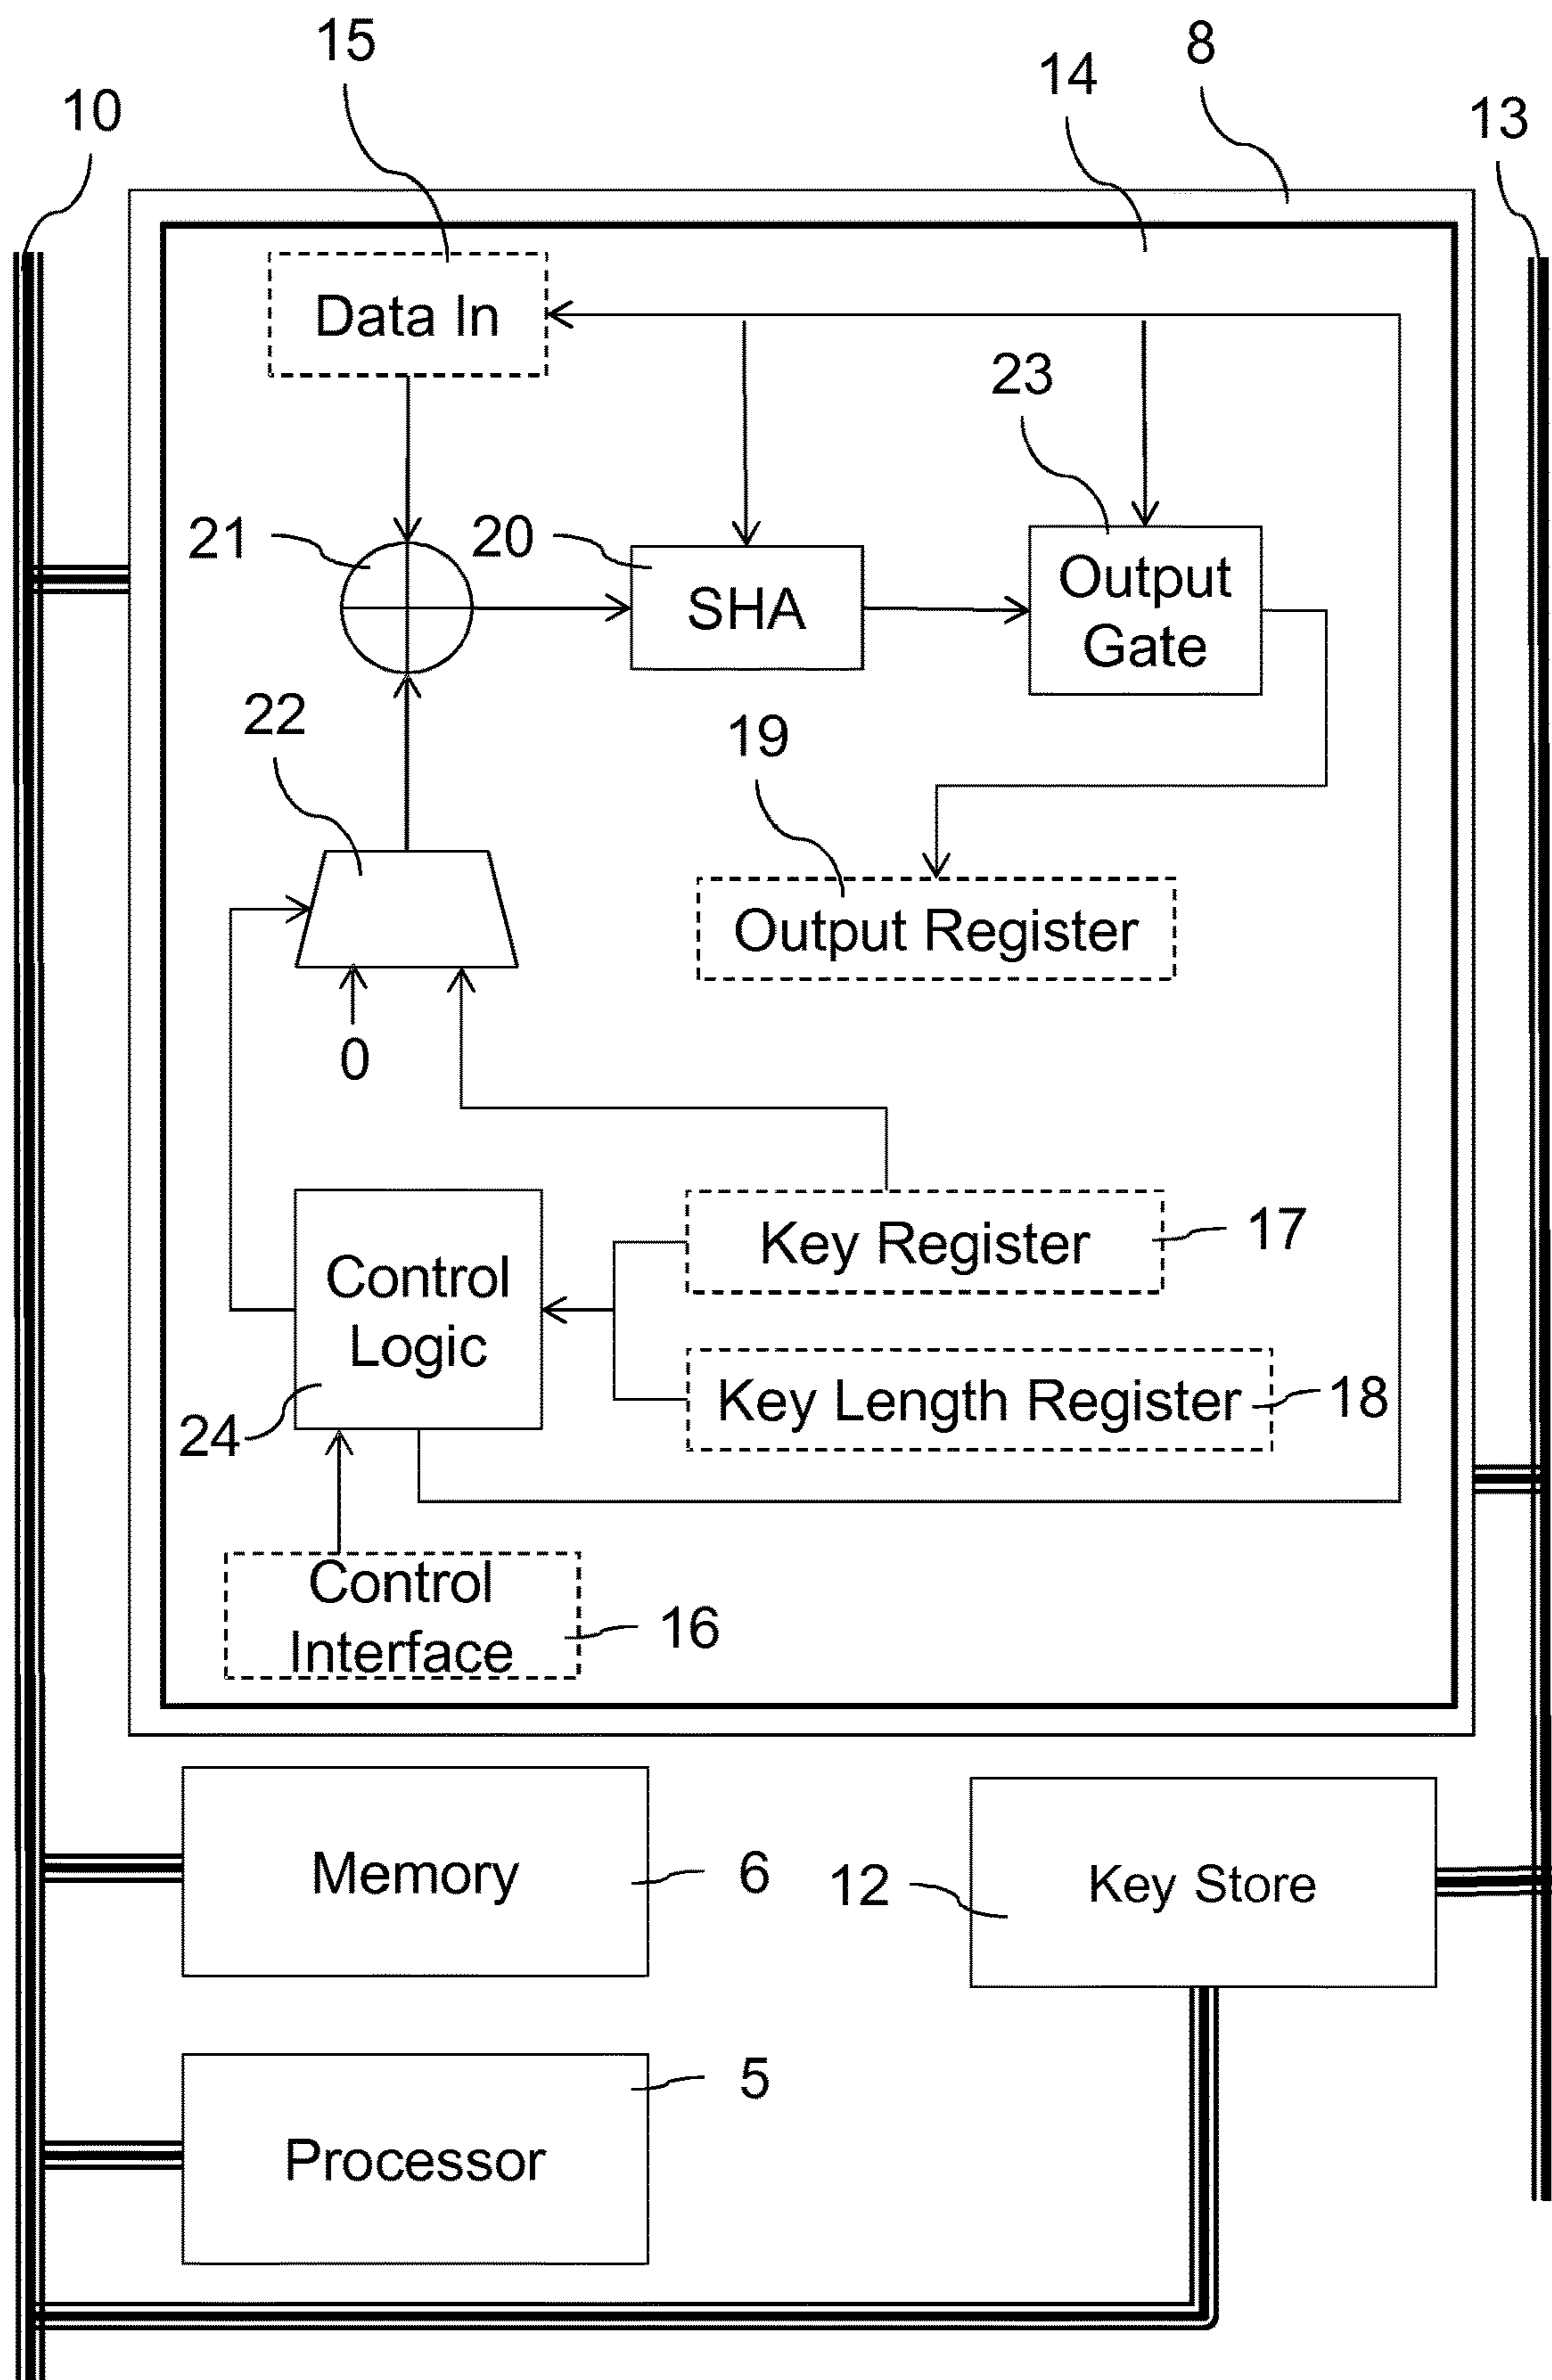 15
8
14
10
13
Data In
23
21
20
SHA
Output
Gate
22
19
Output Register
0
Key Register
17
Control
Logic
Key Length Register
18
24
Control
Interface
16
Memory
6
12
Key Store
5
Processor